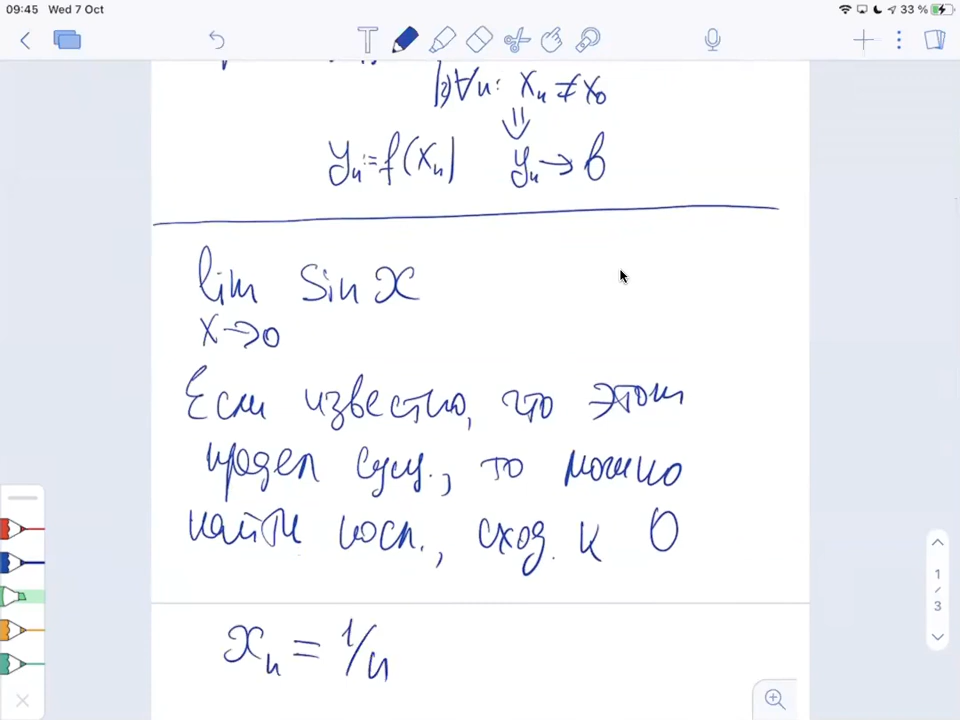 09:45 Wed 7 Oct
33 %
∀n: xₙ ≠ x₀
⇓
yₙ := f(xₙ) yₙ → b
lim sin x
x→0
Если известно, что этот
предел сущ., то можно
найти посл., сход. к 0
xₙ = 1/n
1
/
3